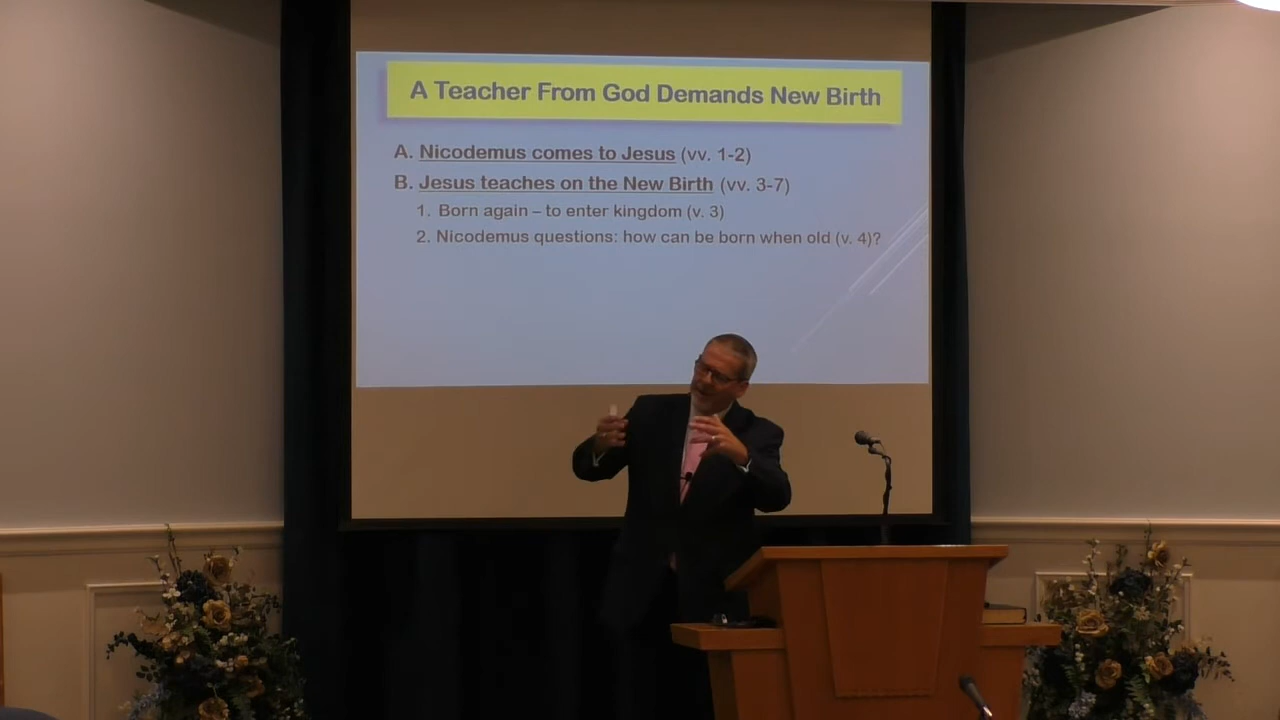 A Teacher From God Demands New Birth
A. Nicodemus comes to Jesus (vv. 1-2)
B. Jesus teaches on the New Birth (vv. 3-7)
1. Born again – to enter kingdom (v. 3)
2. Nicodemus questions: how can be born when old (v. 4)?